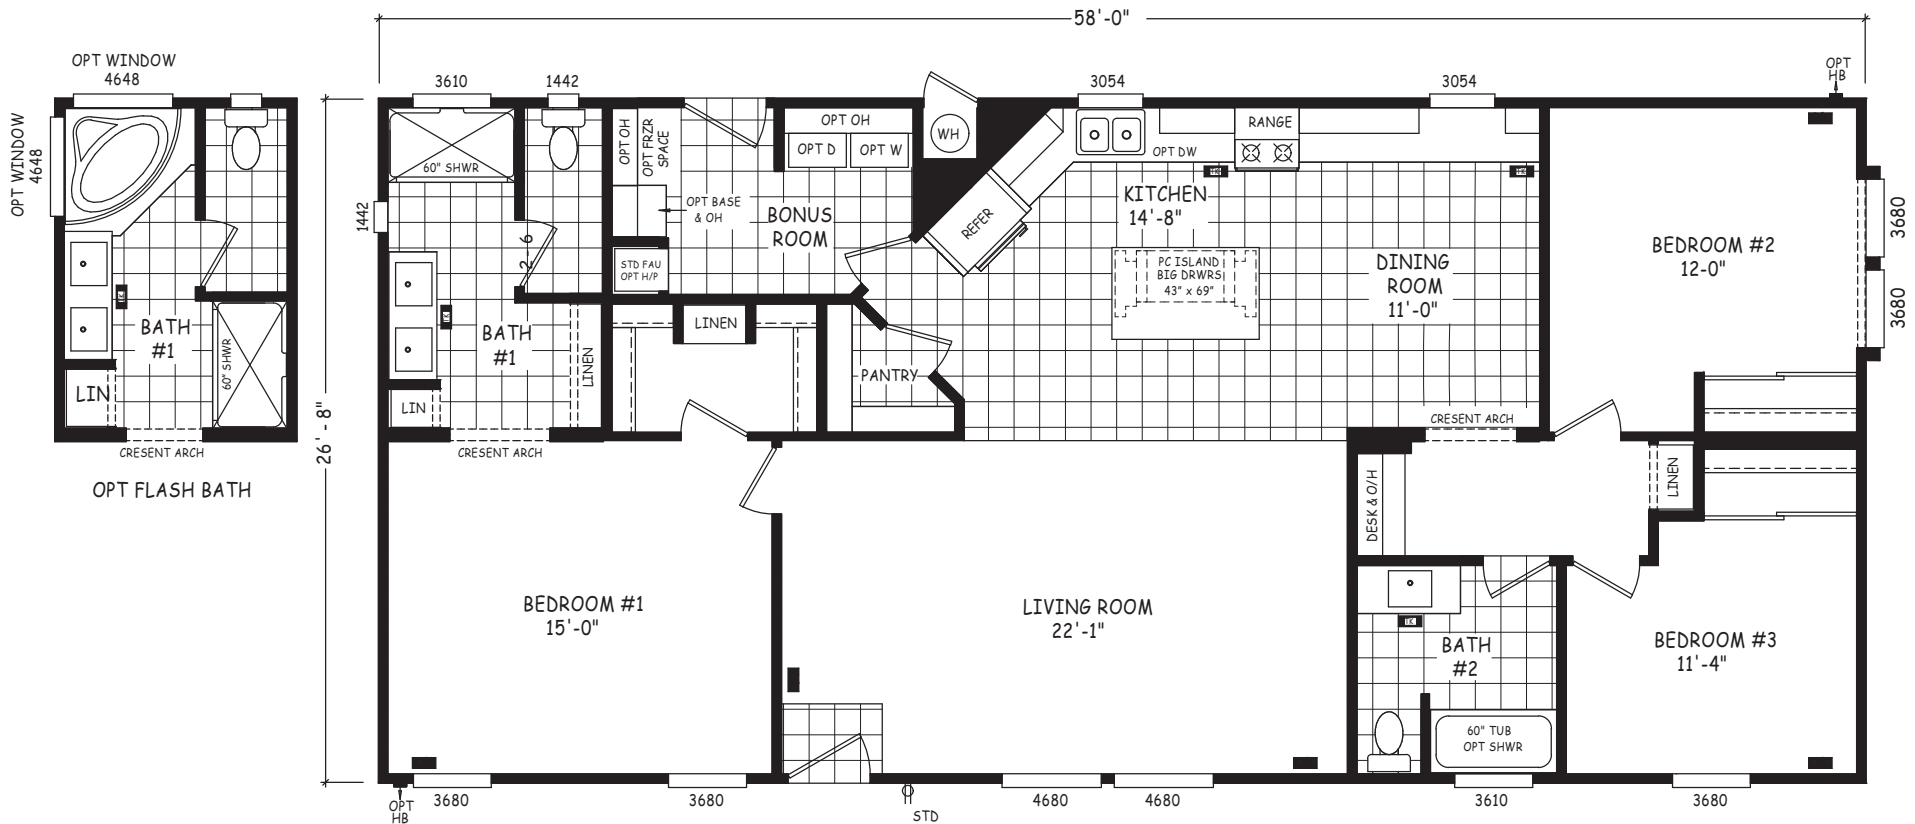 58'-0"
OPT WINDOW
4648
OPT WINDOW
4648
60" SHWR
BATH
#1
LIN
CRESENT ARCH
OPT FLASH BATH
26'-8"
3610
1442
3054
3054
OPT
HB
1442
60" SHWR
2-6
BATH
#1
LINEN
LIN
CRESENT ARCH
OPT OH
OPT FRZR
SPACE
OPT OH
OPT D
OPT W
OPT BASE
& OH
BONUS
ROOM
STD FAU
OPT H/P
LINEN
WH
REFER
PANTRY
OPT DW
RANGE
KITCHEN
14'-8"
PC ISLAND
BIG DRWRS
43" x 69"
DINING
ROOM
11'-0"
CRESENT ARCH
BEDROOM #2
12-0"
3680
3680
LINEN
DESK & O/H
BEDROOM #1
15'-0"
LIVING ROOM
22'-1"
BATH
#2
60" TUB
OPT SHWR
BEDROOM #3
11'-4"
OPT
HB
3680
3680
STD
4680
4680
3610
3680